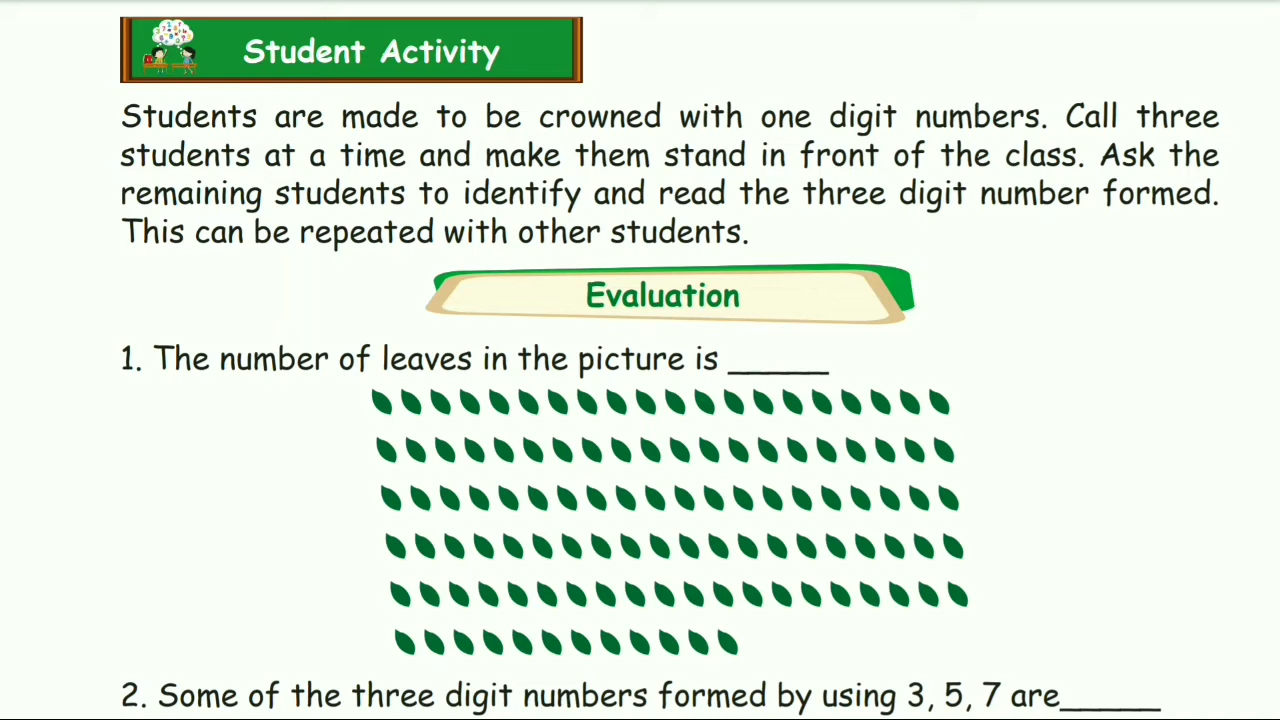 Student Activity
Students are made to be crowned with one digit numbers. Call three
students at a time and make them stand in front of the class. Ask the
remaining students to identify and read the three digit number formed.
This can be repeated with other students.
Evaluation
1. The number of leaves in the picture is _____
2. Some of the three digit numbers formed by using 3, 5, 7 are_____